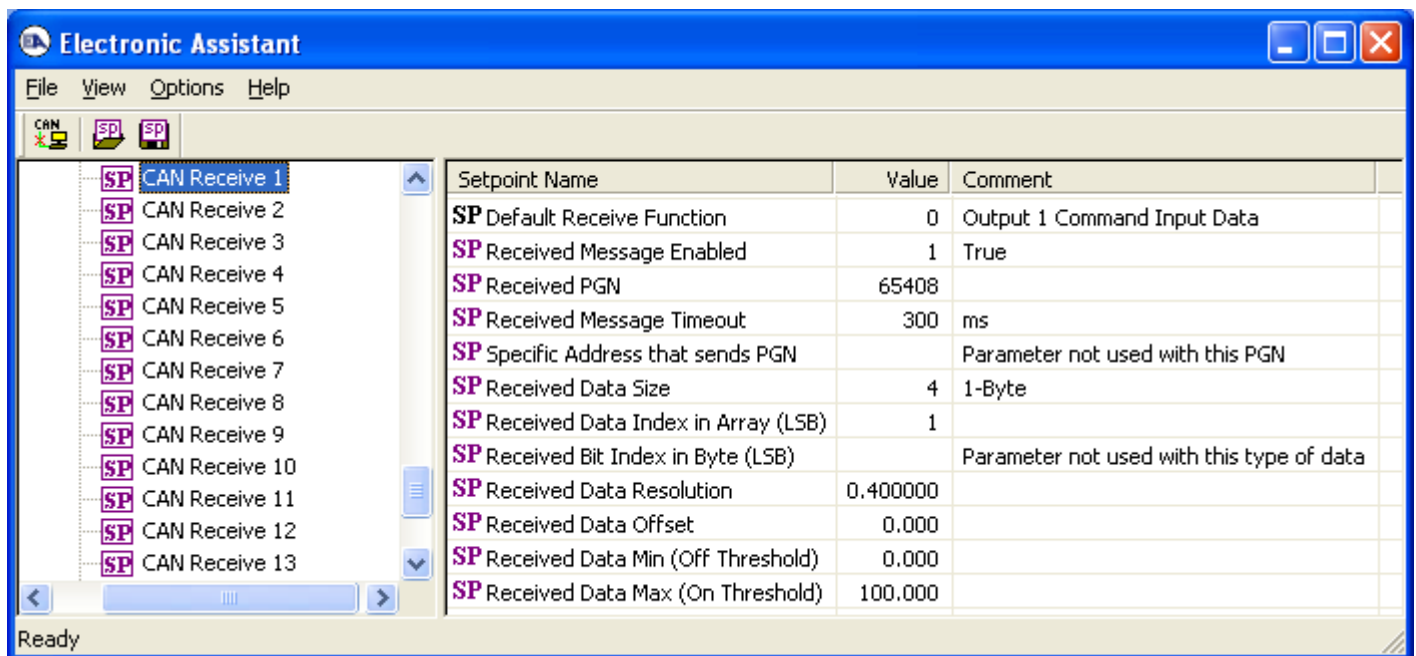 Electronic Assistant
File View Options Help
CAN SP SP
SP CAN Receive 1
SP CAN Receive 2
SP CAN Receive 3
SP CAN Receive 4
SP CAN Receive 5
SP CAN Receive 6
SP CAN Receive 7
SP CAN Receive 8
SP CAN Receive 9
SP CAN Receive 10
SP CAN Receive 11
SP CAN Receive 12
SP CAN Receive 13
Setpoint Name Value Comment
SP Default Receive Function 0 Output 1 Command Input Data
SP Received Message Enabled 1 True
SP Received PGN 65408
SP Received Message Timeout 300 ms
SP Specific Address that sends PGN Parameter not used with this PGN
SP Received Data Size 4 1-Byte
SP Received Data Index in Array (LSB) 1
SP Received Bit Index in Byte (LSB) Parameter not used with this type of data
SP Received Data Resolution 0.400000
SP Received Data Offset 0.000
SP Received Data Min (Off Threshold) 0.000
SP Received Data Max (On Threshold) 100.000
Ready